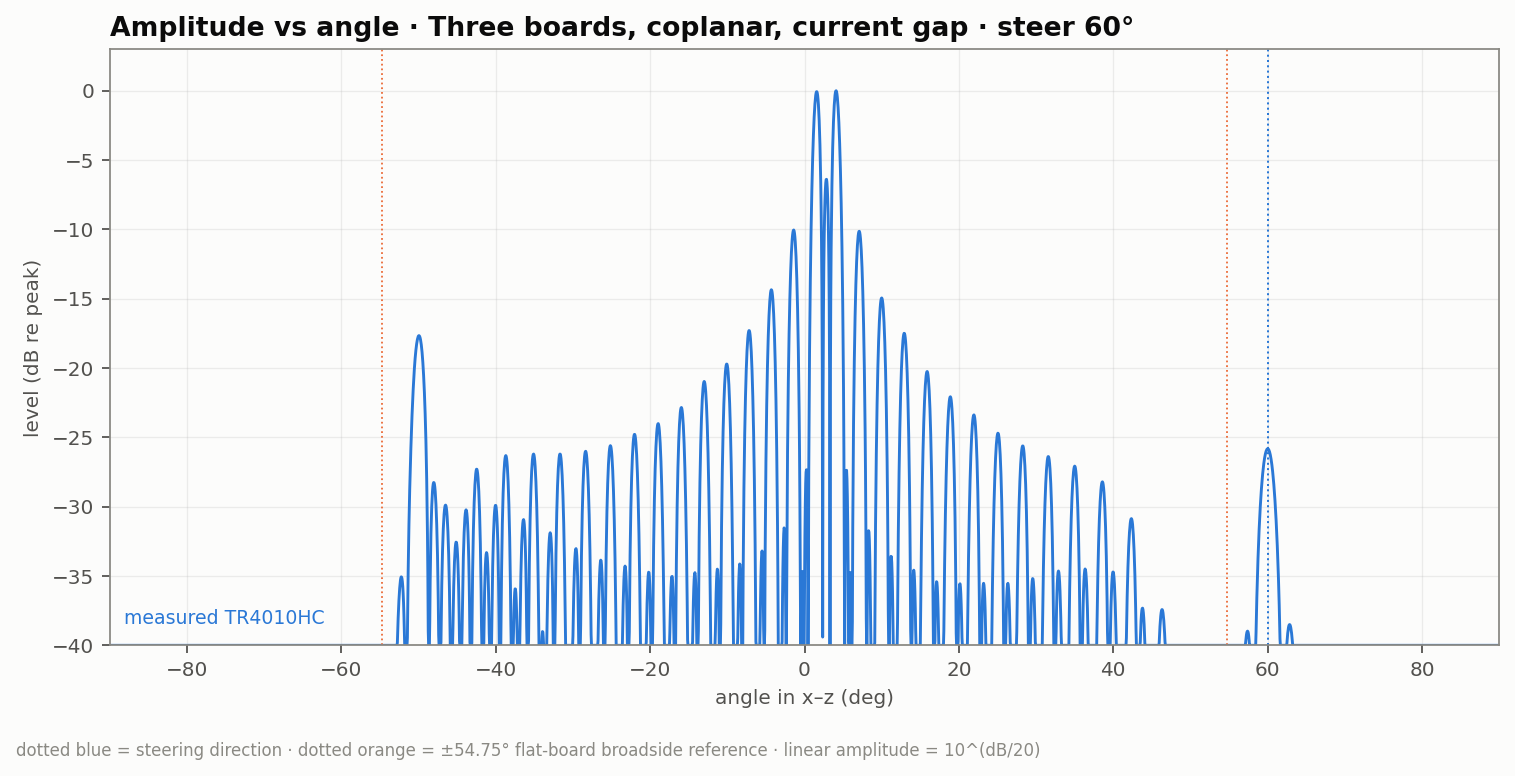 Amplitude vs angle · Three boards, coplanar, current gap · steer 60°
level (dB re peak)
0
−5
−10
−15
−20
−25
−30
−35
−40
measured TR4010HC
−80 −60 −40 −20 0 20 40 60 80
angle in x–z (deg)
dotted blue = steering direction · dotted orange = ±54.75° flat-board broadside reference · linear amplitude = 10^(dB/20)